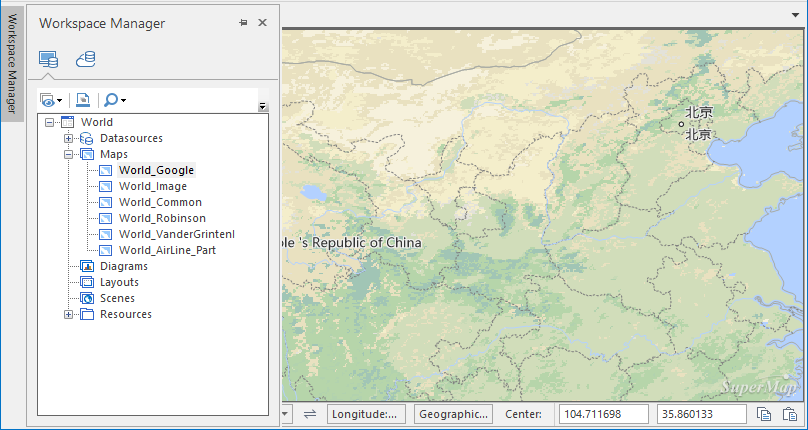 Workspace Manager
Workspace Manager
World
Datasources
Maps
World_Google
World_Image
World_Common
World_Robinson
World_VanderGrintenI
World_AirLine_Part
Diagrams
Layouts
Scenes
Resources
北京
北京
ple 's Republic of China
SuperMap
Longitude:...
Geographic...
Center:
104.711698
35.860133